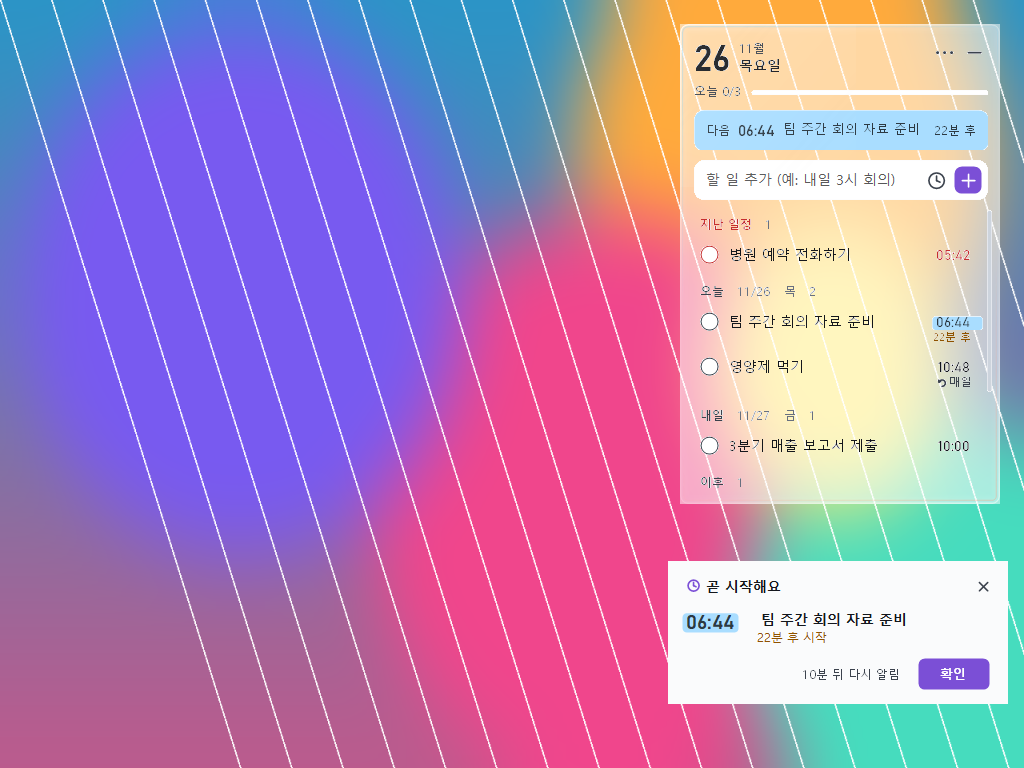 26 11월
목요일
오늘 0/3
다음 06:44 팀 주간 회의 자료 준비 22분 후
할 일 추가 (예: 내일 3시 회의)
지난 일정 1
병원 예약 전화하기 05:42
오늘 11/26 목 2
팀 주간 회의 자료 준비 06:44
22분 후
영양제 먹기 10:48
매일
내일 11/27 금 1
3분기 매출 보고서 제출 10:00
이후 1
곧 시작해요
06:44 팀 주간 회의 자료 준비
22분 후 시작
10분 뒤 다시 알림 확인